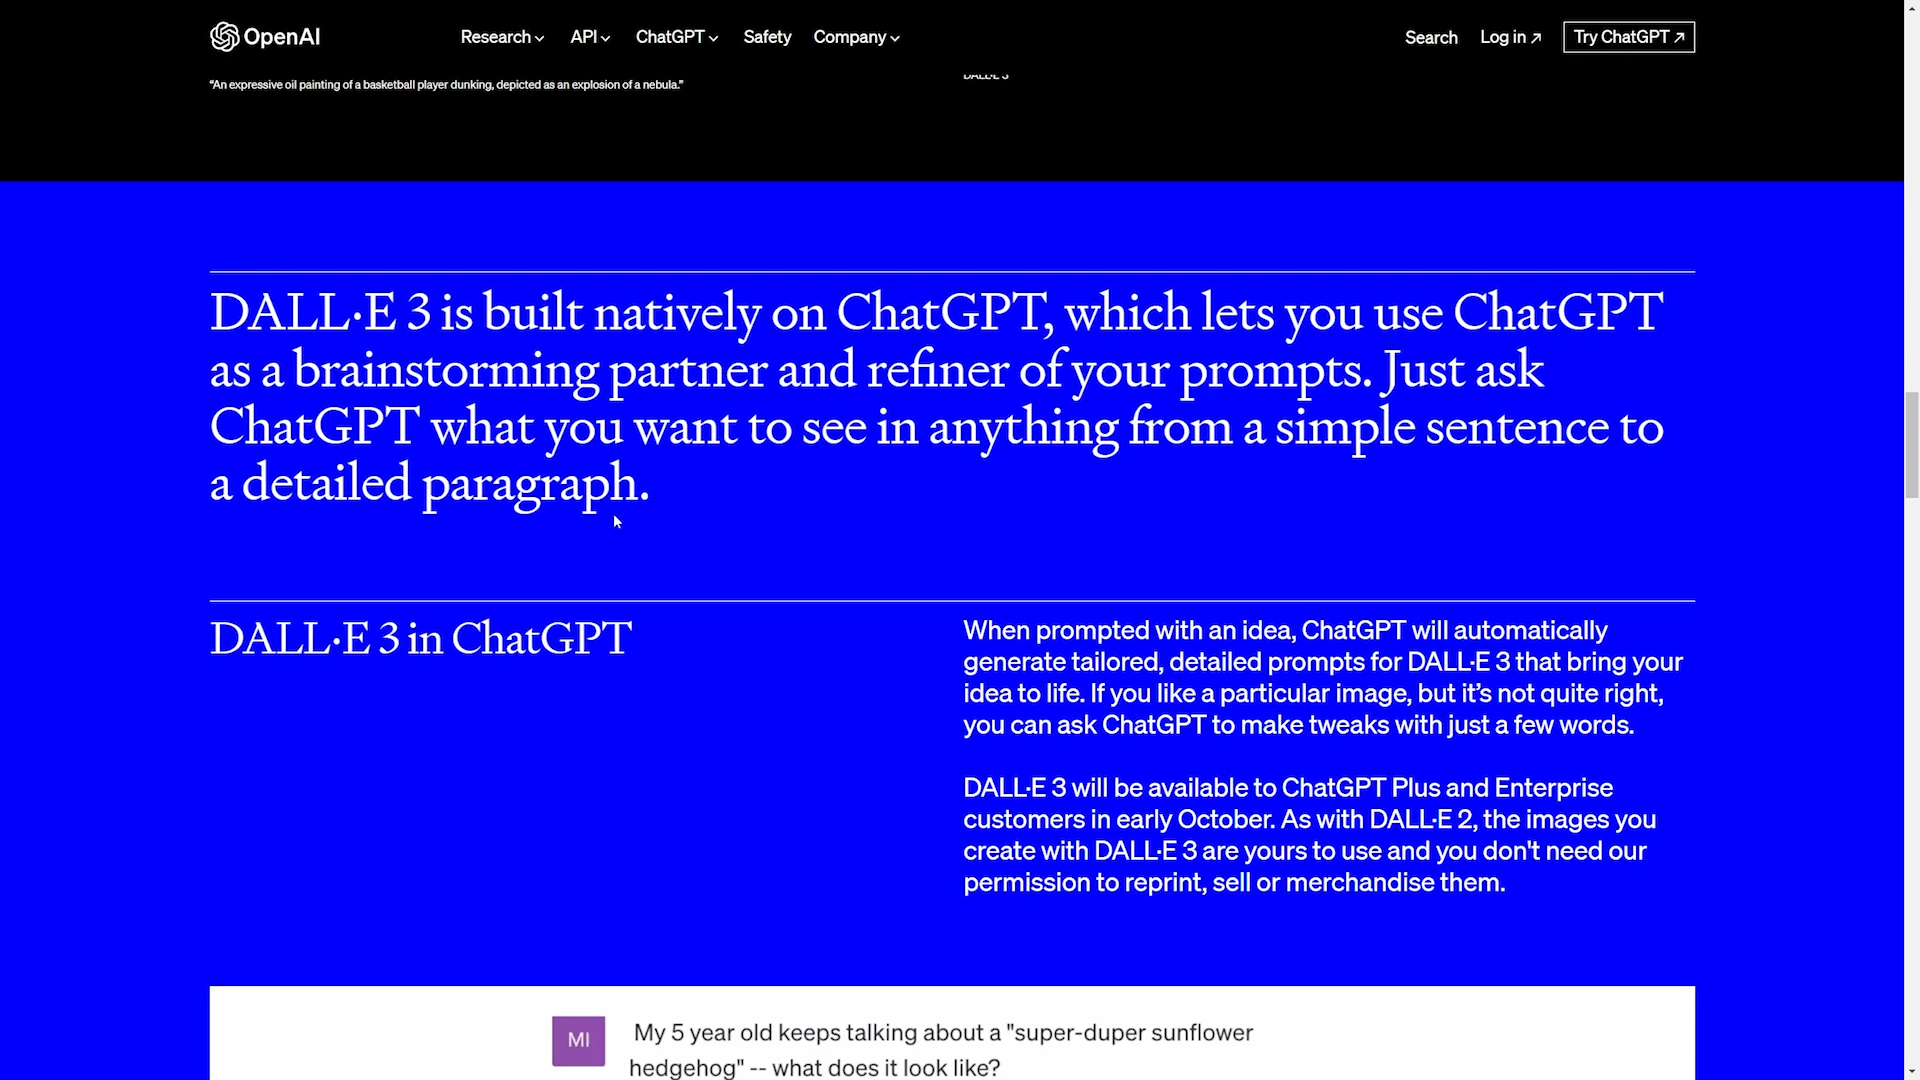 OpenAI
Research
API
ChatGPT
Safety
Company
Search
Log in ↗
Try ChatGPT ↗
“An expressive oil painting of a basketball player dunking, depicted as an explosion of a nebula.”
DALL·E 3
DALL·E 3 is built natively on ChatGPT, which lets you use ChatGPT
as a brainstorming partner and refiner of your prompts. Just ask
ChatGPT what you want to see in anything from a simple sentence to
a detailed paragraph.
DALL·E 3 in ChatGPT
When prompted with an idea, ChatGPT will automatically
generate tailored, detailed prompts for DALL·E 3 that bring your
idea to life. If you like a particular image, but it’s not quite right,
you can ask ChatGPT to make tweaks with just a few words.
DALL·E 3 will be available to ChatGPT Plus and Enterprise
customers in early October. As with DALL·E 2, the images you
create with DALL·E 3 are yours to use and you don't need our
permission to reprint, sell or merchandise them.
MI
My 5 year old keeps talking about a "super-duper sunflower
hedgehog" -- what does it look like?